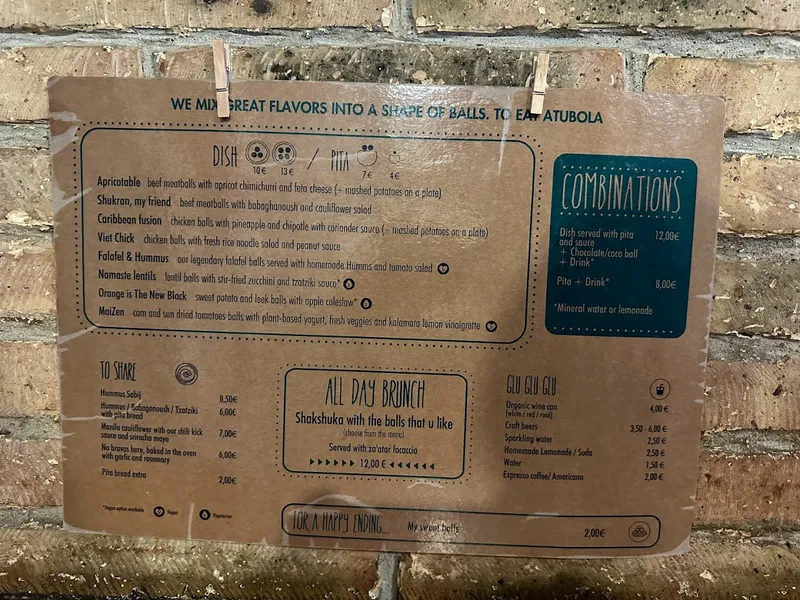 WE MIX GREAT FLAVORS INTO A SHAPE OF BALLS. TO EAT ATUBOLA
DISH 10€ 13€ / PITA 7€ 4€
Apricotable beef meatballs with apricot chimichurri and feta cheese (+ mashed potatoes on a plate)
Shukran, my friend beef meatballs with babaghanoush and cauliflower salad
Caribbean fusion chicken balls with pineapple and chipotle with coriander sauce (+ mashed potatoes on a plate)
Viet Chick chicken balls with fresh rice noodle salad and peanut sauce
Falafel & Hummus our legendary falafel balls served with homemade Humms and tomato salad
Namaste lentils lentil balls with stir-fried zucchini and tzatziki sauce*
Orange is The New Black sweet potato and leek balls with apple coleslaw*
MaiZen corn and sun dried tomatoes balls with plant-based yogurt, fresh veggies and kalamata lemon vinaigrette
COMBINATIONS
Dish served with pita 12,00€
and sauce
+ Chocolate/coco ball
+ Drink*
Pita + Drink* 8,00€
*Mineral water or lemonade
TO SHARE
Hummus Sabij 8,50€
Hummus / Babaganoush / Tzatziki 6,00€
with pita bread
Manila cauliflower with our chili kick 7,00€
sauce and sriracha mayo
No bravas here, baked in the oven 6,00€
with garlic and rosemary
Pita bread extra 2,00€
*Vegan option available Vegan Vegetarian
ALL DAY BRUNCH
Shakshuka with the balls that u like
(choose from the menu)
Served with za'atar focaccia
12,00 €
GLU GLU GLU
Organic wine can 4,00 €
(white / red / rosé)
Craft beers 3,50 - 6,00 €
Sparkling water 2,50 €
Homemade Lemonade / Soda 2,50 €
Water 1,50 €
Expresso coffee/ Americano 2,00 €
FOR A HAPPY ENDING... My sweet balls 2,00€